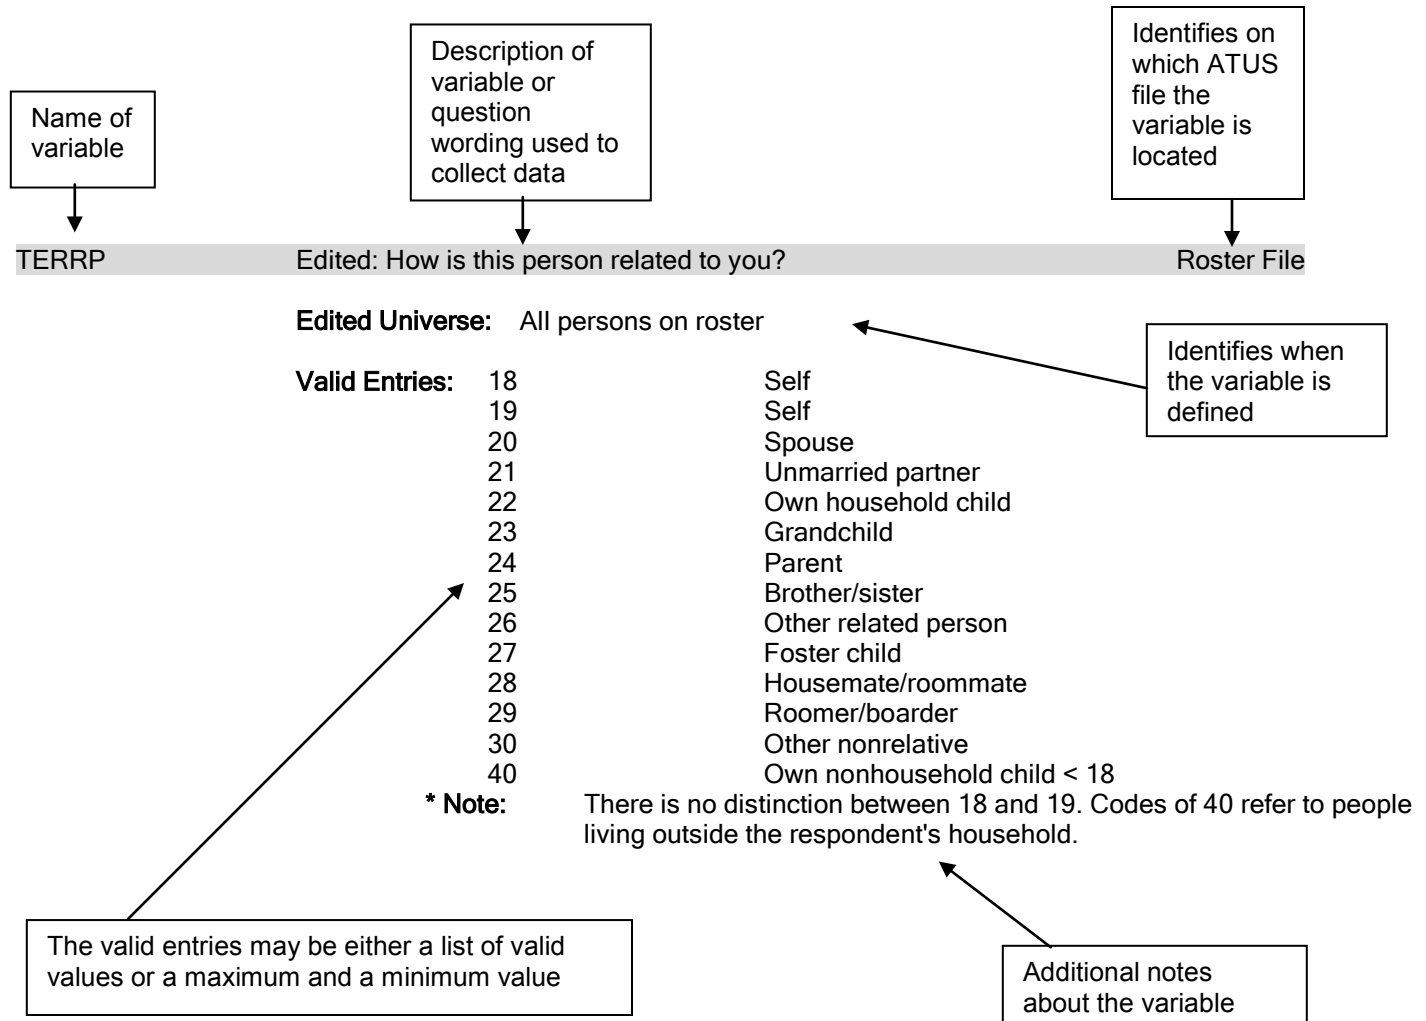 Name of
variable
Description of
variable or
question
wording used to
collect data
Identifies on
which ATUS
file the
variable is
located
TERRP Edited: How is this person related to you? Roster File
Edited Universe: All persons on roster
Identifies when
the variable is
defined
Valid Entries: 18 Self
19 Self
20 Spouse
21 Unmarried partner
22 Own household child
23 Grandchild
24 Parent
25 Brother/sister
26 Other related person
27 Foster child
28 Housemate/roommate
29 Roomer/boarder
30 Other nonrelative
40 Own nonhousehold child < 18
* Note: There is no distinction between 18 and 19. Codes of 40 refer to people
living outside the respondent's household.
The valid entries may be either a list of valid
values or a maximum and a minimum value
Additional notes
about the variable